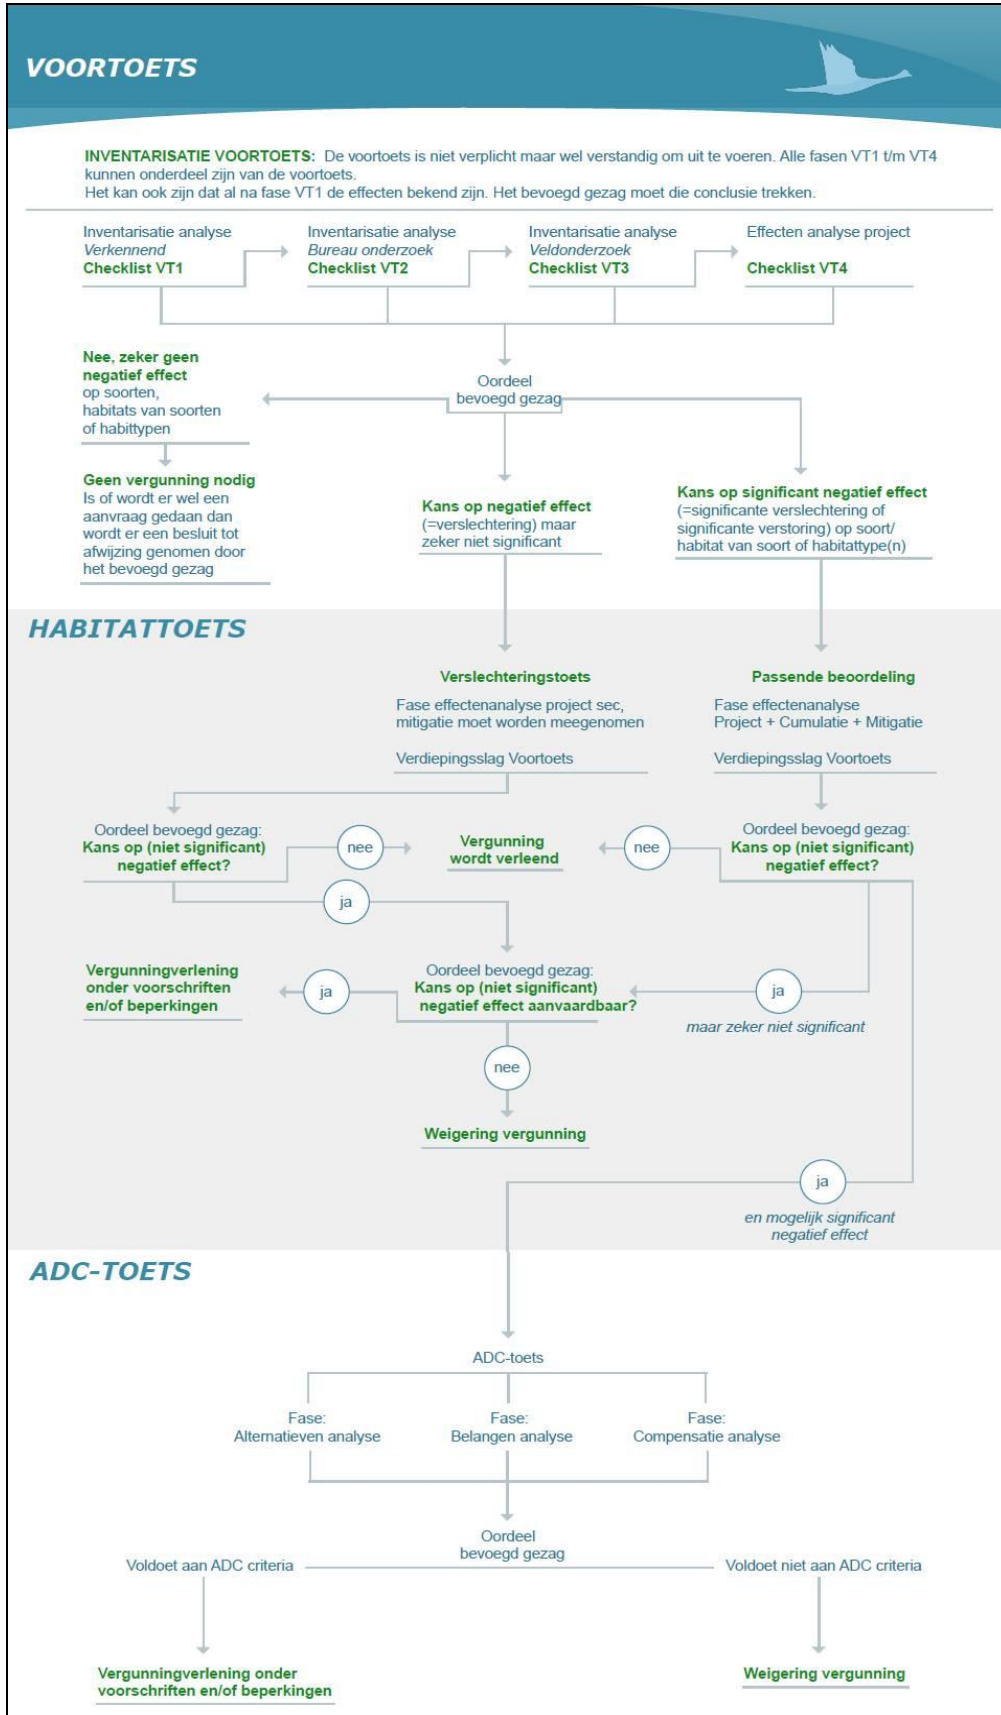 VOORTOETS
INVENTARISATIE VOORTOETS: De voortoets is niet verplicht maar wel verstandig om uit te voeren. Alle fasen VT1 t/m VT4
kunnen onderdeel zijn van de voortoets.
Het kan ook zijn dat al na fase VT1 de effecten bekend zijn. Het bevoegd gezag moet die conclusie trekken.
Inventarisatie analyse
Verkennend
Checklist VT1
Inventarisatie analyse
Bureau onderzoek
Checklist VT2
Inventarisatie analyse
Veldonderzoek
Checklist VT3
Effecten analyse project
Checklist VT4
Oordeel
bevoegd gezag
Nee, zeker geen
negatief effect
op soorten,
habitats van soorten
of habittypen
Geen vergunning nodig
Is of wordt er wel een
aanvraag gedaan dan
wordt er een besluit tot
afwijzing genomen door
het bevoegd gezag
Kans op negatief effect
(=verslechtering) maar
zeker niet significant
Kans op significant negatief effect
(=significante verslechtering of
significante verstoring) op soort/
habitat van soort of habitattype(n)
HABITATTOETS
Verslechteringstoets
Fase effectenanalyse project sec,
mitigatie moet worden meegenomen
Verdiepingsslag Voortoets
Passende beoordeling
Fase effectenanalyse
Project + Cumulatie + Mitigatie
Verdiepingsslag Voortoets
Oordeel bevoegd gezag:
Kans op (niet significant)
negatief effect?
nee
Vergunning
wordt verleend
nee
Oordeel bevoegd gezag:
Kans op (niet significant)
negatief effect?
ja
Vergunningverlening
onder voorschriften
en/of beperkingen
ja
Oordeel bevoegd gezag:
Kans op (niet significant)
negatief effect aanvaardbaar?
ja
maar zeker niet significant
nee
Weigering vergunning
ja
en mogelijk significant
negatief effect
ADC-TOETS
ADC-toets
Fase:
Alternatieven analyse
Fase:
Belangen analyse
Fase:
Compensatie analyse
Oordeel
bevoegd gezag
Voldoet aan ADC criteria
Voldoet niet aan ADC criteria
Vergunningverlening onder
voorschriften en/of beperkingen
Weigering vergunning